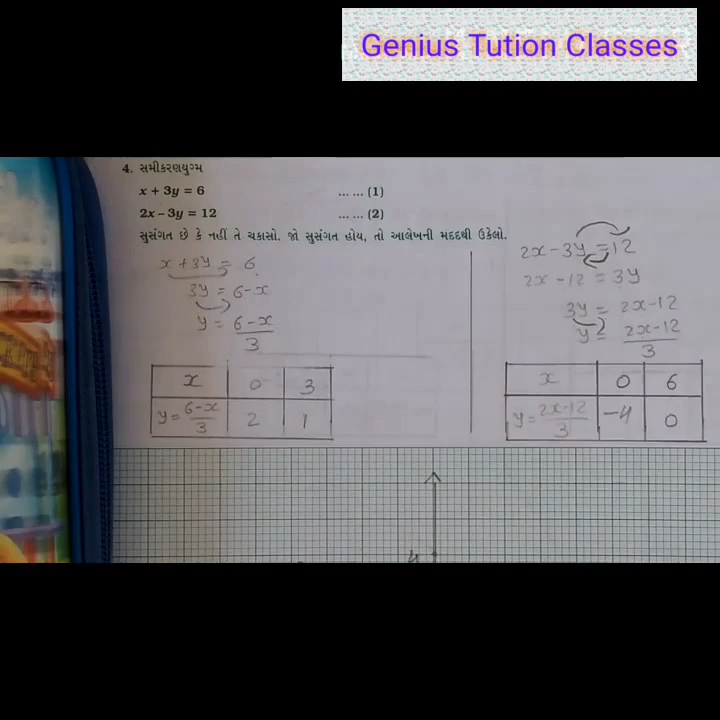 Genius Tution Classes
4. સમીકરણયુગ્મ
x + 3y = 6 ... ... (1)
2x – 3y = 12 ... ... (2)
સુસંગત છે કે નહીં તે ચકાસો. જો સુસંગત હોય, તો આલેખની મદદથી ઉકેલો.
x + 3y = 6
3y = 6-x
y = 6-x
3
x 0 3
y = 6-x/3 2 1
2x - 3y = 12
2x - 12 = 3y
3y = 2x-12
y = 2x-12
3
x 0 6
y = 2x-12/3 -4 0
4